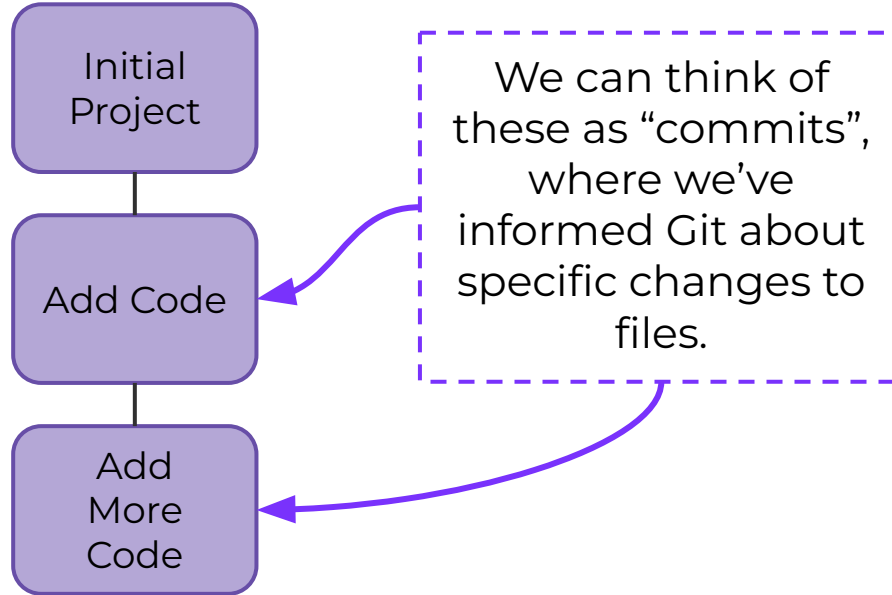 Initial
Project
Add Code
Add
More
Code
We can think of
these as “commits”,
where we’ve
informed Git about
specific changes to
files.